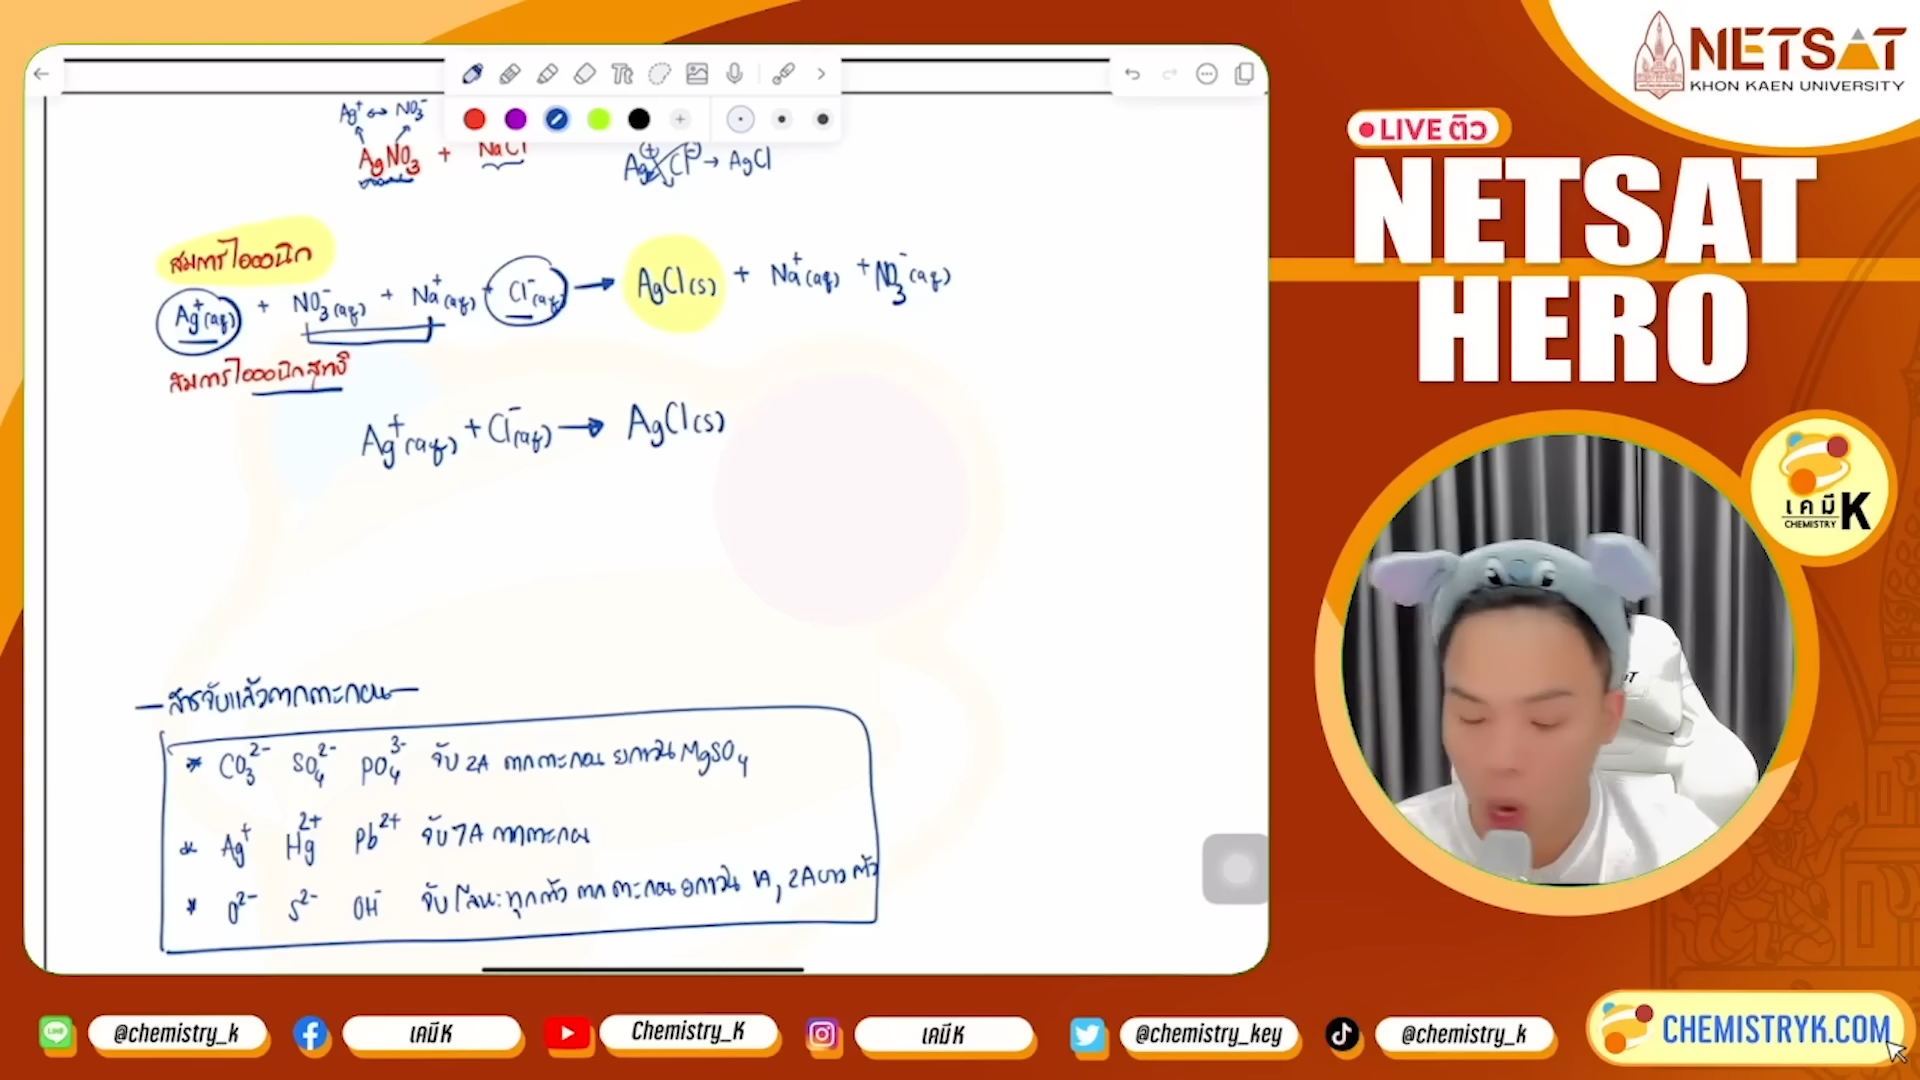 Ag⁺ ↔ NO₃⁻
AgNO₃ + NaCl
Ag⁺ Cl⁻ → AgCl
สมการไอออนิก
Ag⁺(aq) + NO₃⁻(aq) + Na⁺(aq) + Cl⁻(aq) → AgCl(s) + Na⁺(aq) + NO₃⁻(aq)
สมการไอออนิกสุทธิ
Ag⁺(aq) + Cl⁻(aq) → AgCl(s)
— สารจับแล้วตกตะกอน —
* CO₃²⁻ SO₄²⁻ PO₄³⁻ จับ 2A ตกตะกอน ยกเว้น MgSO₄
* Ag⁺ Hg²⁺ Pb²⁺ จับ 7A ตกตะกอน
* O²⁻ S²⁻ OH⁻ จับโลหะทุกตัว ตกตะกอน ยกเว้น 1A, 2A บางตัว
NETSAT
KHON KAEN UNIVERSITY
LIVE ติว
NETSAT
HERO
เคมี K
CHEMISTRY
@chemistry_k
เคมี K
Chemistry_K
เคมี K
@chemistry_key
@chemistry_k
CHEMISTRYK.COM